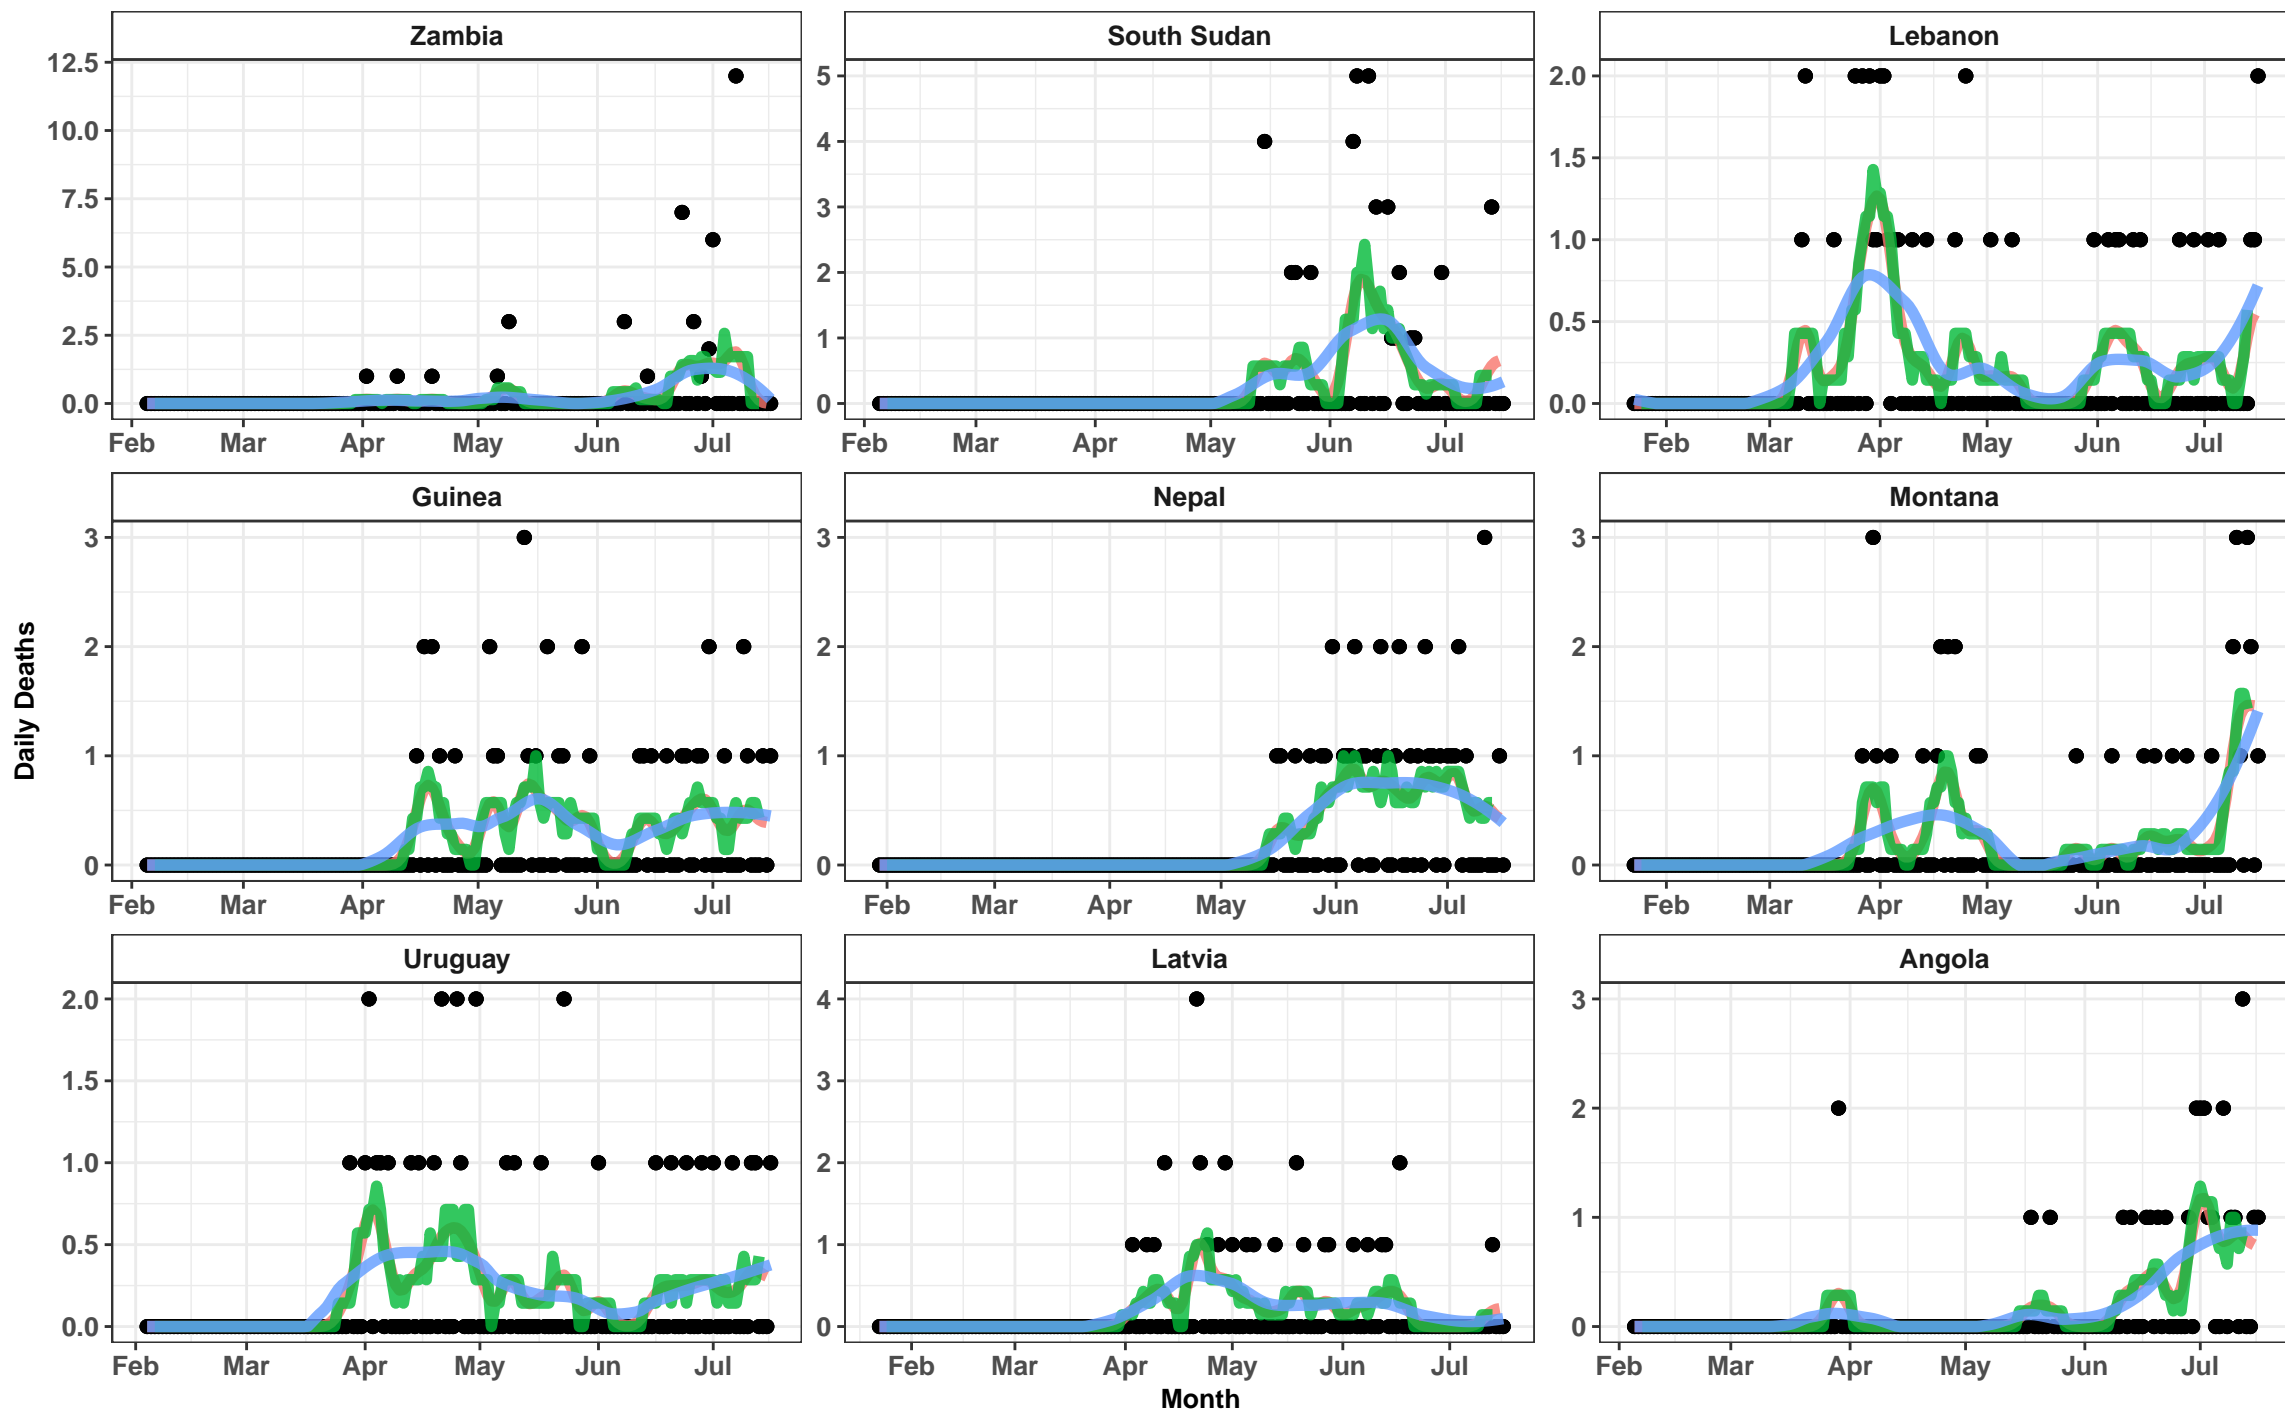 Zambia
South Sudan
Lebanon
12.5
10.0
7.5
5.0
2.5
0.0
5
4
3
2
1
0
2.0
1.5
1.0
0.5
0.0
Feb Mar Apr May Jun Jul
Feb Mar Apr May Jun Jul
Feb Mar Apr May Jun Jul
Guinea
Nepal
Montana
3
2
1
0
3
2
1
0
3
2
1
0
Feb Mar Apr May Jun Jul
Feb Mar Apr May Jun Jul
Feb Mar Apr May Jun Jul
Daily Deaths
Uruguay
Latvia
Angola
2.0
1.5
1.0
0.5
0.0
4
3
2
1
0
3
2
1
0
Feb Mar Apr May Jun Jul
Feb Mar Apr May Jun Jul
Feb Mar Apr May Jun Jul
Month